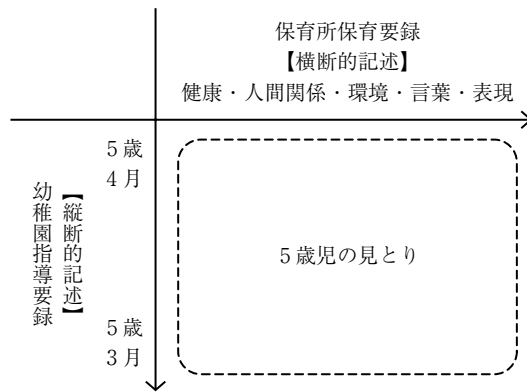 保育所保育要録
【横断的記述】
健康・人間関係・環境・言葉・表現
5歳
4月
【縦断的記述】
幼稚園指導要録
5歳児の見とり
5歳
3月